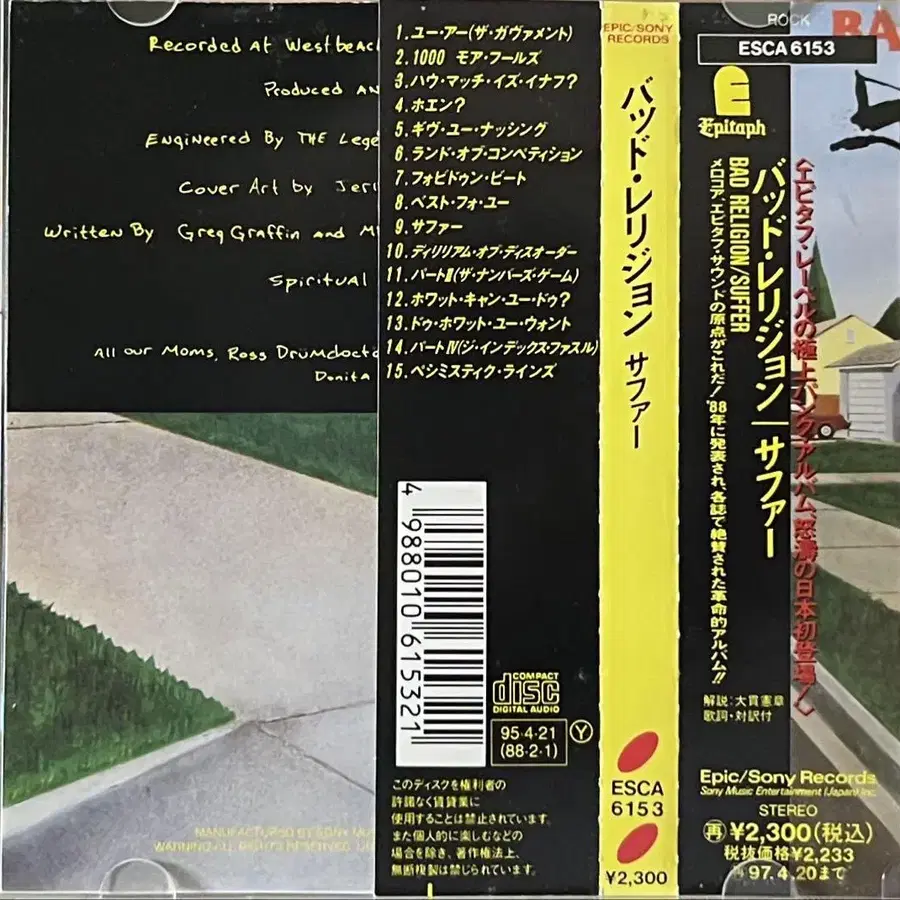 Recorded At Westbeac
Produced an
Engineered By The Lege
Cover Art by Jeri
Written By Greg Graffin and M
Spiritual
All our Moms, Ross Drumdocto
Donita
1.ユー・アー(ザ・ガヴァメント)
2.1000 モア・フールズ
3.ハウ・マッチ・イズ・イナフ?
4.ホエン?
5.ギヴ・ユー・ナッシング
6.ランド・オブ・コンペティション
7.フォビドゥン・ビート
8.ベスト・フォ・ユー
9.サファー
10.ディリリアム・オブ・ディスオーダー
11.パートII(ザ・ナンバーズ・ゲーム)
12.ホワット・キャン・ユー・ドゥ?
13.ドゥ・ホワット・ユー・ウォント
14.パートIV(ジ・インデックス・ファスル)
15.ペシミスティク・ラインズ
4 988010 615321
COMPACT
disc
DIGITAL AUDIO
95・4・21
(88・2・1)
Y
このディスクを権利者の
許諾なく賃貸業に
使用することは禁止されています。
また個人的に楽しむなどの
場合を除き、著作権法上、
無断複製は禁じられています。
MANUFACTURED BY SONY MU
WARNING: ALL RIGHTS RESERVED.
EPIC/SONY
RECORDS
バッド・レリジョン サファー
ESCA
6153
¥2,300
ROCK
ESCA 6153
Epitaph
BA
〈エピタフ・レーベルの極上パンク・アルバム、怒濤の日本初登場!〉
バッド・レリジョン/サファー
BAD RELIGION/SUFFER
メロコア・エピタフ・サウンドの原点がこれだ! '88年に発表され、各誌で絶賛された革命的アルバム!!
解説:大貫憲章
歌詞・対訳付
Epic/Sony Records
Sony Music Entertainment (Japan) Inc.
STEREO
再 ¥2,300(税込)
税抜価格¥2,233
再97.4.20まで